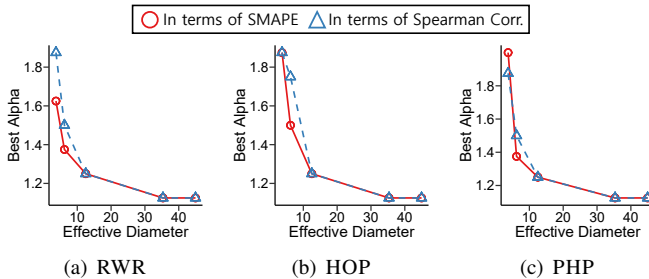 In terms of SMAPE In terms of Spearman Corr.
Best Alpha
1.8
1.6
1.4
1.2
10 20 30 40
Effective Diameter
(a) RWR
Best Alpha
1.8
1.6
1.4
1.2
10 20 30 40
Effective Diameter
(b) HOP
Best Alpha
1.8
1.6
1.4
1.2
10 20 30 40
Effective Diameter
(c) PHP